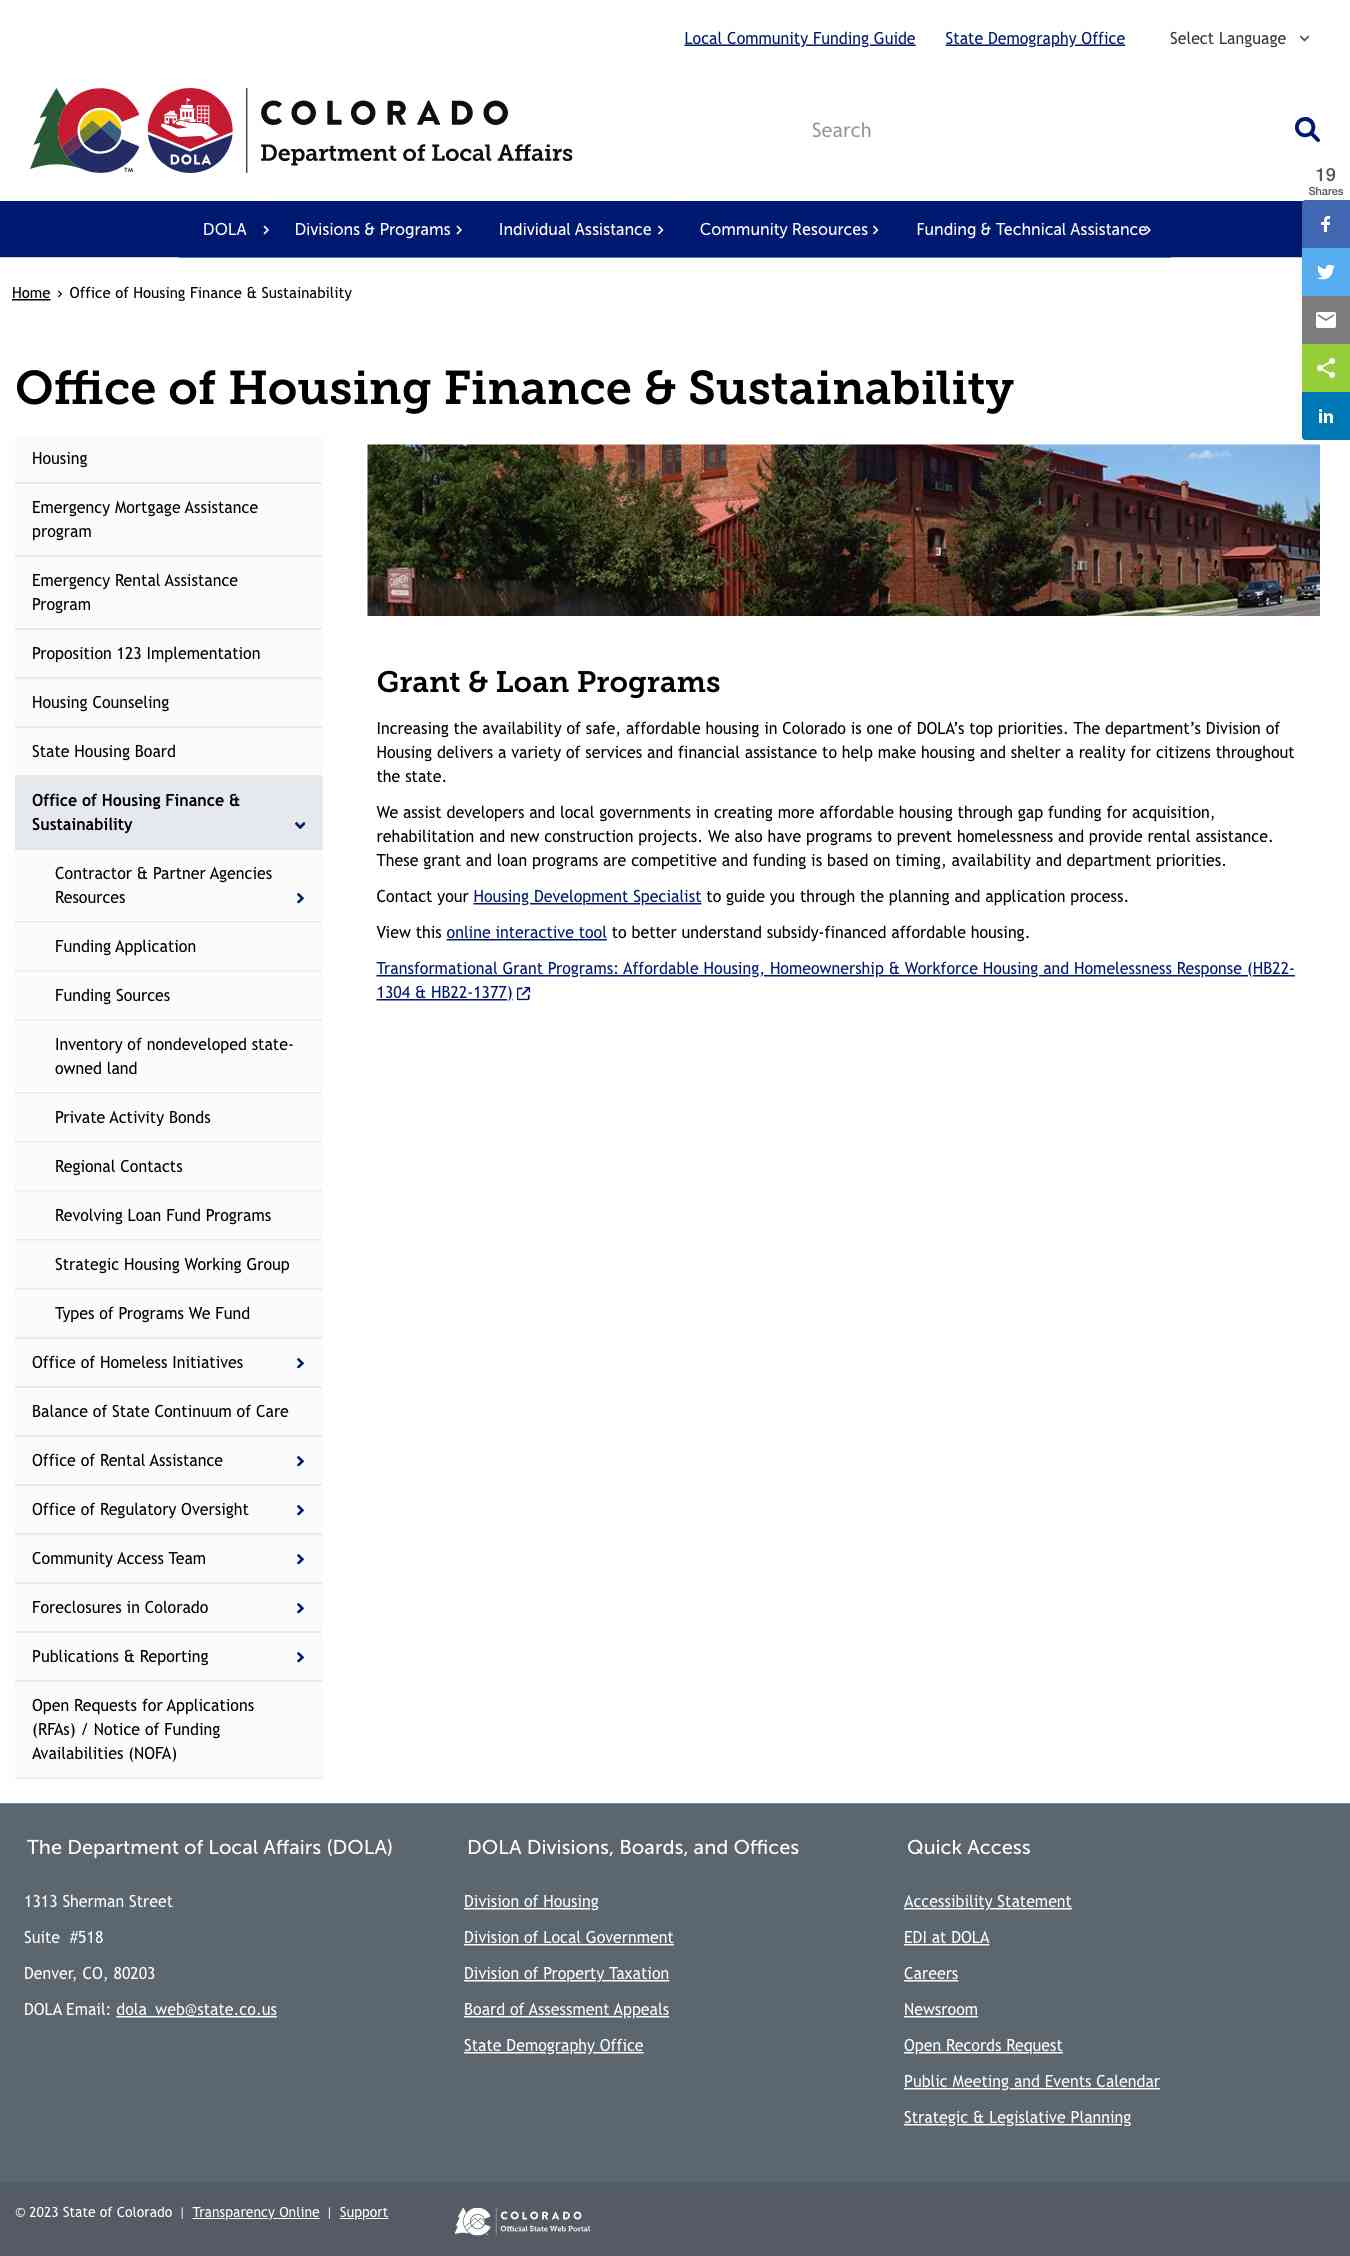 Local Community Funding Guide State Demography Office Select Language
TM
DOLA
COLORADO
Department of Local Affairs
Search
19
Shares
DOLA Divisions & Programs Individual Assistance Community Resources Funding & Technical Assistance
Home › Office of Housing Finance & Sustainability
Office of Housing Finance & Sustainability
Housing
Emergency Mortgage Assistance
program
Emergency Rental Assistance
Program
Proposition 123 Implementation
Housing Counseling
State Housing Board
Office of Housing Finance &
Sustainability
Contractor & Partner Agencies
Resources
Funding Application
Funding Sources
Inventory of nondeveloped state-
owned land
Private Activity Bonds
Regional Contacts
Revolving Loan Fund Programs
Strategic Housing Working Group
Types of Programs We Fund
Office of Homeless Initiatives
Balance of State Continuum of Care
Office of Rental Assistance
Office of Regulatory Oversight
Community Access Team
Foreclosures in Colorado
Publications & Reporting
Open Requests for Applications
(RFAs) / Notice of Funding
Availabilities (NOFA)
Grant & Loan Programs
Increasing the availability of safe, affordable housing in Colorado is one of DOLA’s top priorities. The department’s Division of
Housing delivers a variety of services and financial assistance to help make housing and shelter a reality for citizens throughout
the state.
We assist developers and local governments in creating more affordable housing through gap funding for acquisition,
rehabilitation and new construction projects. We also have programs to prevent homelessness and provide rental assistance.
These grant and loan programs are competitive and funding is based on timing, availability and department priorities.
Contact your Housing Development Specialist to guide you through the planning and application process.
View this online interactive tool to better understand subsidy-financed affordable housing.
Transformational Grant Programs: Affordable Housing, Homeownership & Workforce Housing and Homelessness Response (HB22-
1304 & HB22-1377)
The Department of Local Affairs (DOLA)
1313 Sherman Street
Suite #518
Denver, CO, 80203
DOLA Email: dola_web@state.co.us
DOLA Divisions, Boards, and Offices
Division of Housing
Division of Local Government
Division of Property Taxation
Board of Assessment Appeals
State Demography Office
Quick Access
Accessibility Statement
EDI at DOLA
Careers
Newsroom
Open Records Request
Public Meeting and Events Calendar
Strategic & Legislative Planning
© 2023 State of Colorado | Transparency Online | Support
COLORADO
Official State Web Portal